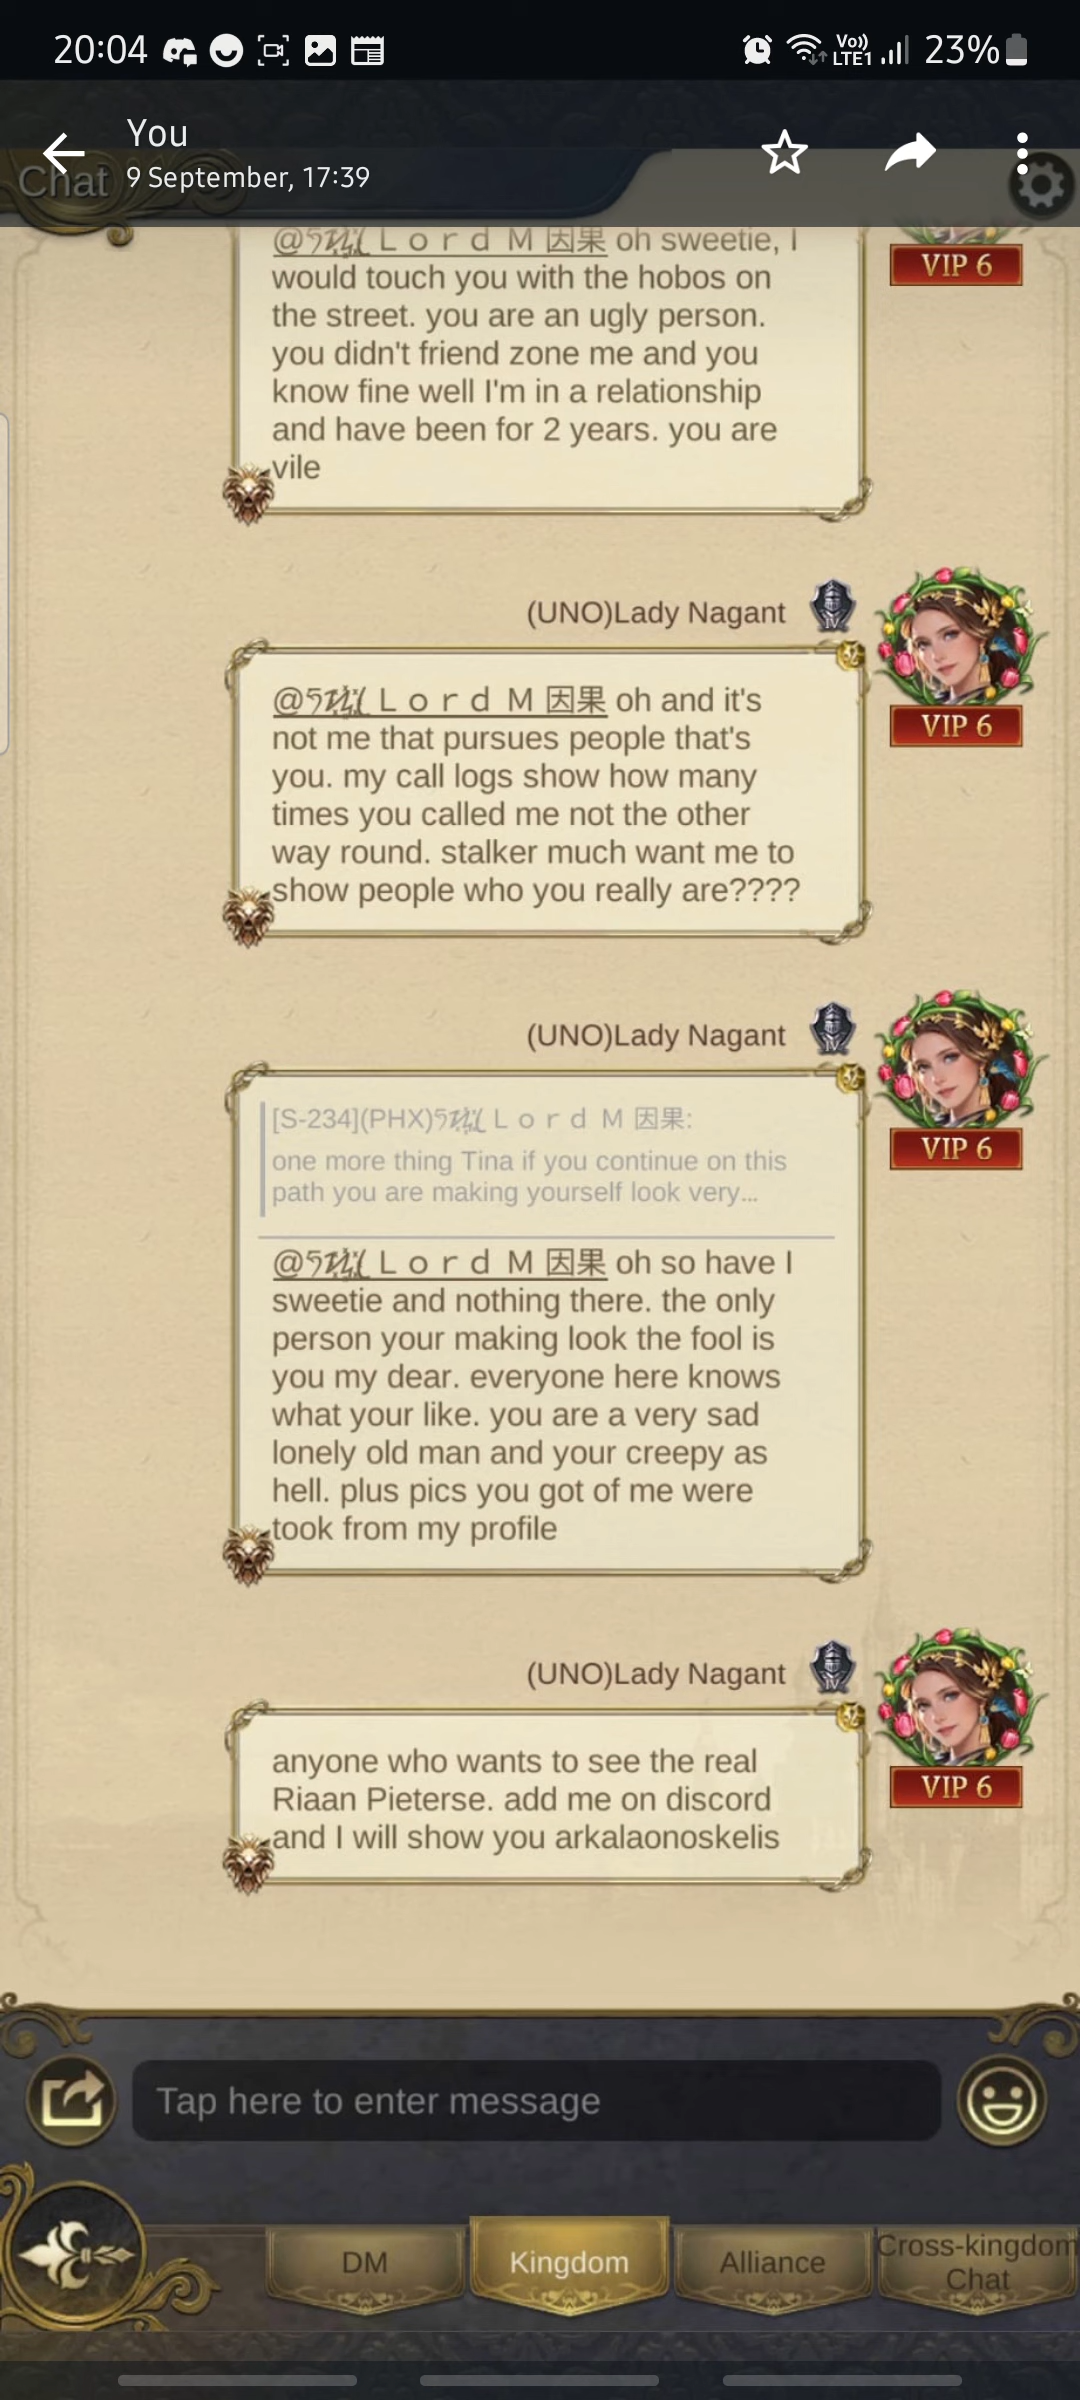 20:04
Vo)) LTE1 23%
You
9 September, 17:39
Chat
Lord M 因果 oh sweetie, I
would touch you with the hobos on
the street. you are an ugly person.
you didn't friend zone me and you
know fine well I'm in a relationship
and have been for 2 years. you are
vile
VIP 6
(UNO)Lady Nagant
IV
VIP 6
Lord M 因果 oh and it's
not me that pursues people that's
you. my call logs show how many
times you called me not the other
way round. stalker much want me to
show people who you really are????
(UNO)Lady Nagant
IV
VIP 6
[S-234](PHX) Lord M 因果:
one more thing Tina if you continue on this
path you are making yourself look very...
Lord M 因果 oh so have I
sweetie and nothing there. the only
person your making look the fool is
you my dear. everyone here knows
what your like. you are a very sad
lonely old man and your creepy as
hell. plus pics you got of me were
took from my profile
(UNO)Lady Nagant
IV
VIP 6
anyone who wants to see the real
Riaan Pieterse. add me on discord
and I will show you arkalaonoskelis
Tap here to enter message
DM
Kingdom
Alliance
Cross-kingdom
Chat